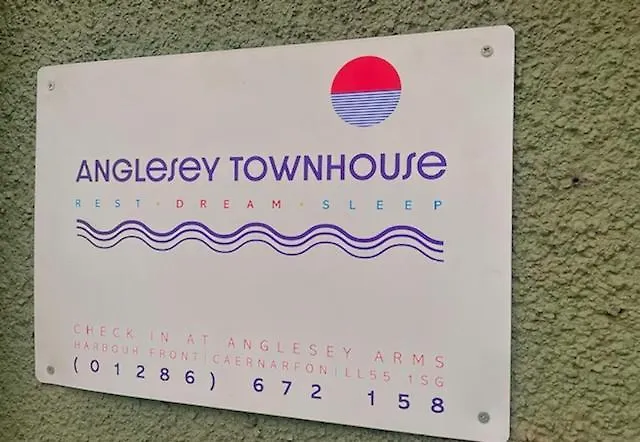 ANGLESEY TOWNHOUSE
REST · DREAM · SLEEP
CHECK IN AT ANGLESEY ARMS
HARBOUR FRONT|CAERNARFON|LL55 1SG
(01286) 672 158